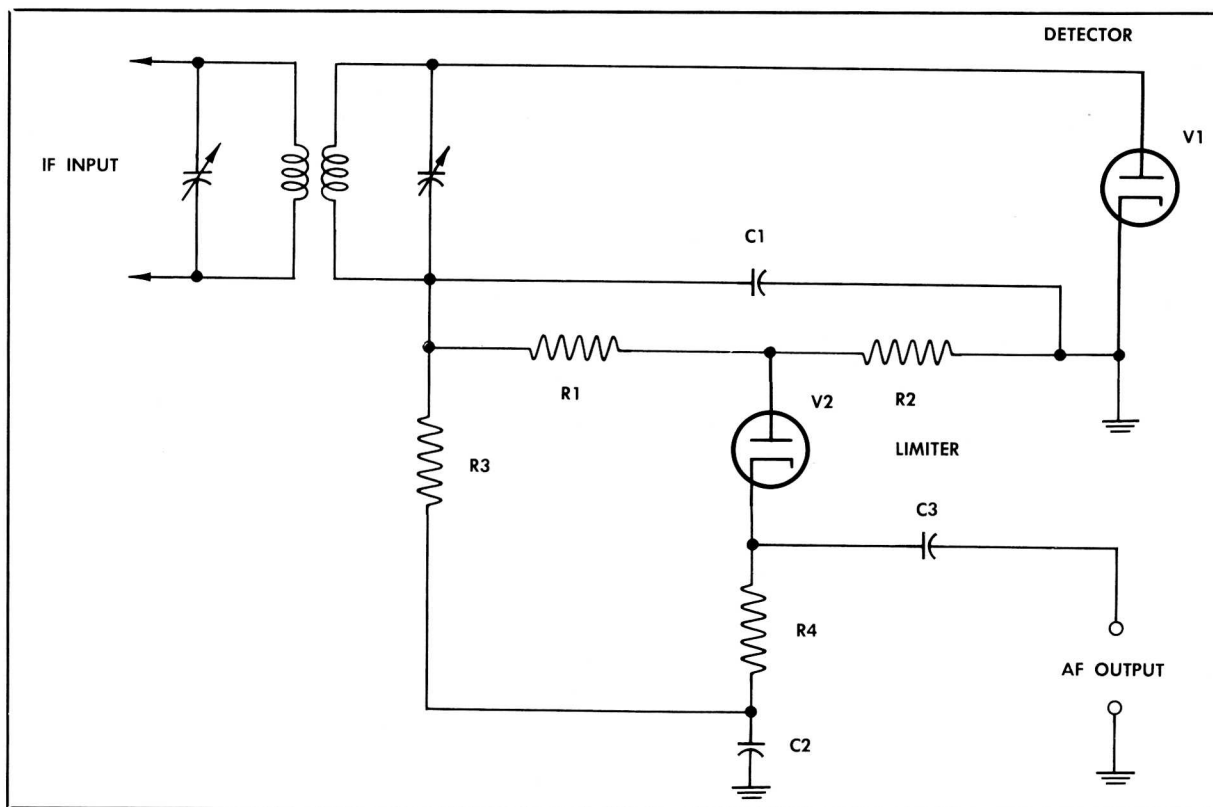 DETECTOR
V1
IF INPUT
C1
R1
V2
R2
R3
LIMITER
C3
R4
AF OUTPUT
C2